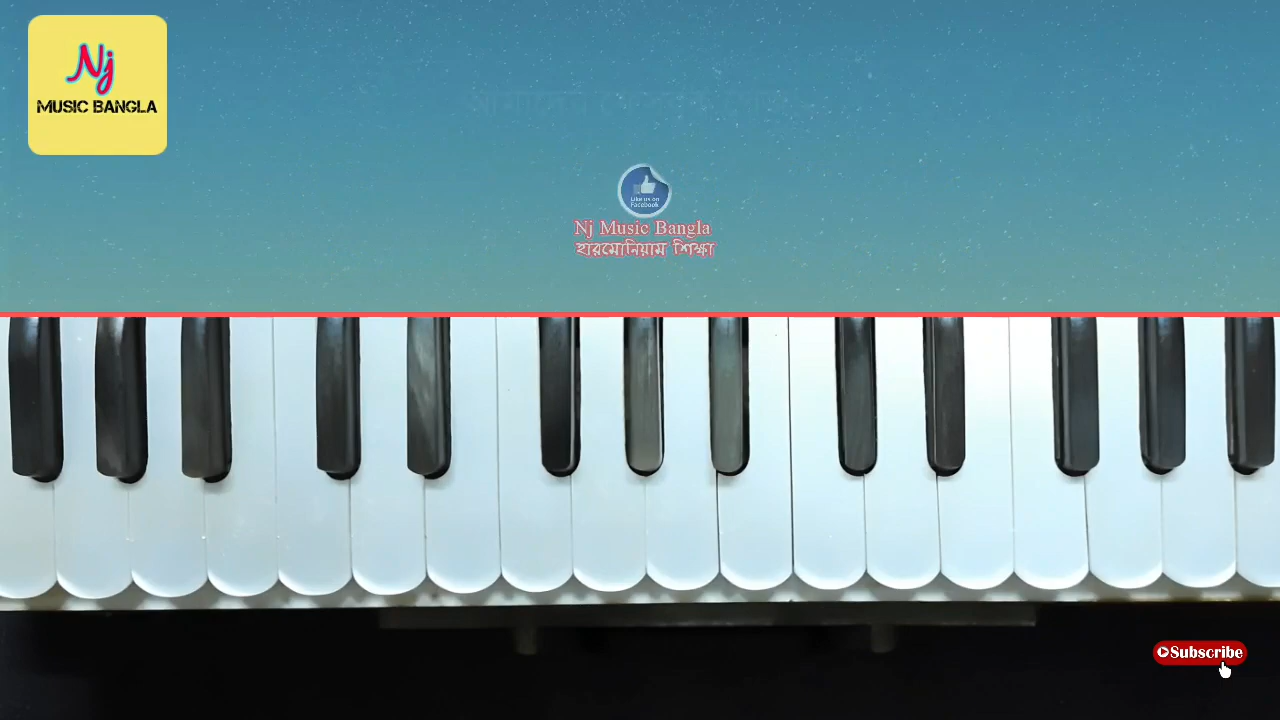 Nj
MUSIC BANGLA
Like us on
Facebook
Nj Music Bangla
হারমোনিয়াম শিক্ষা
Subscribe